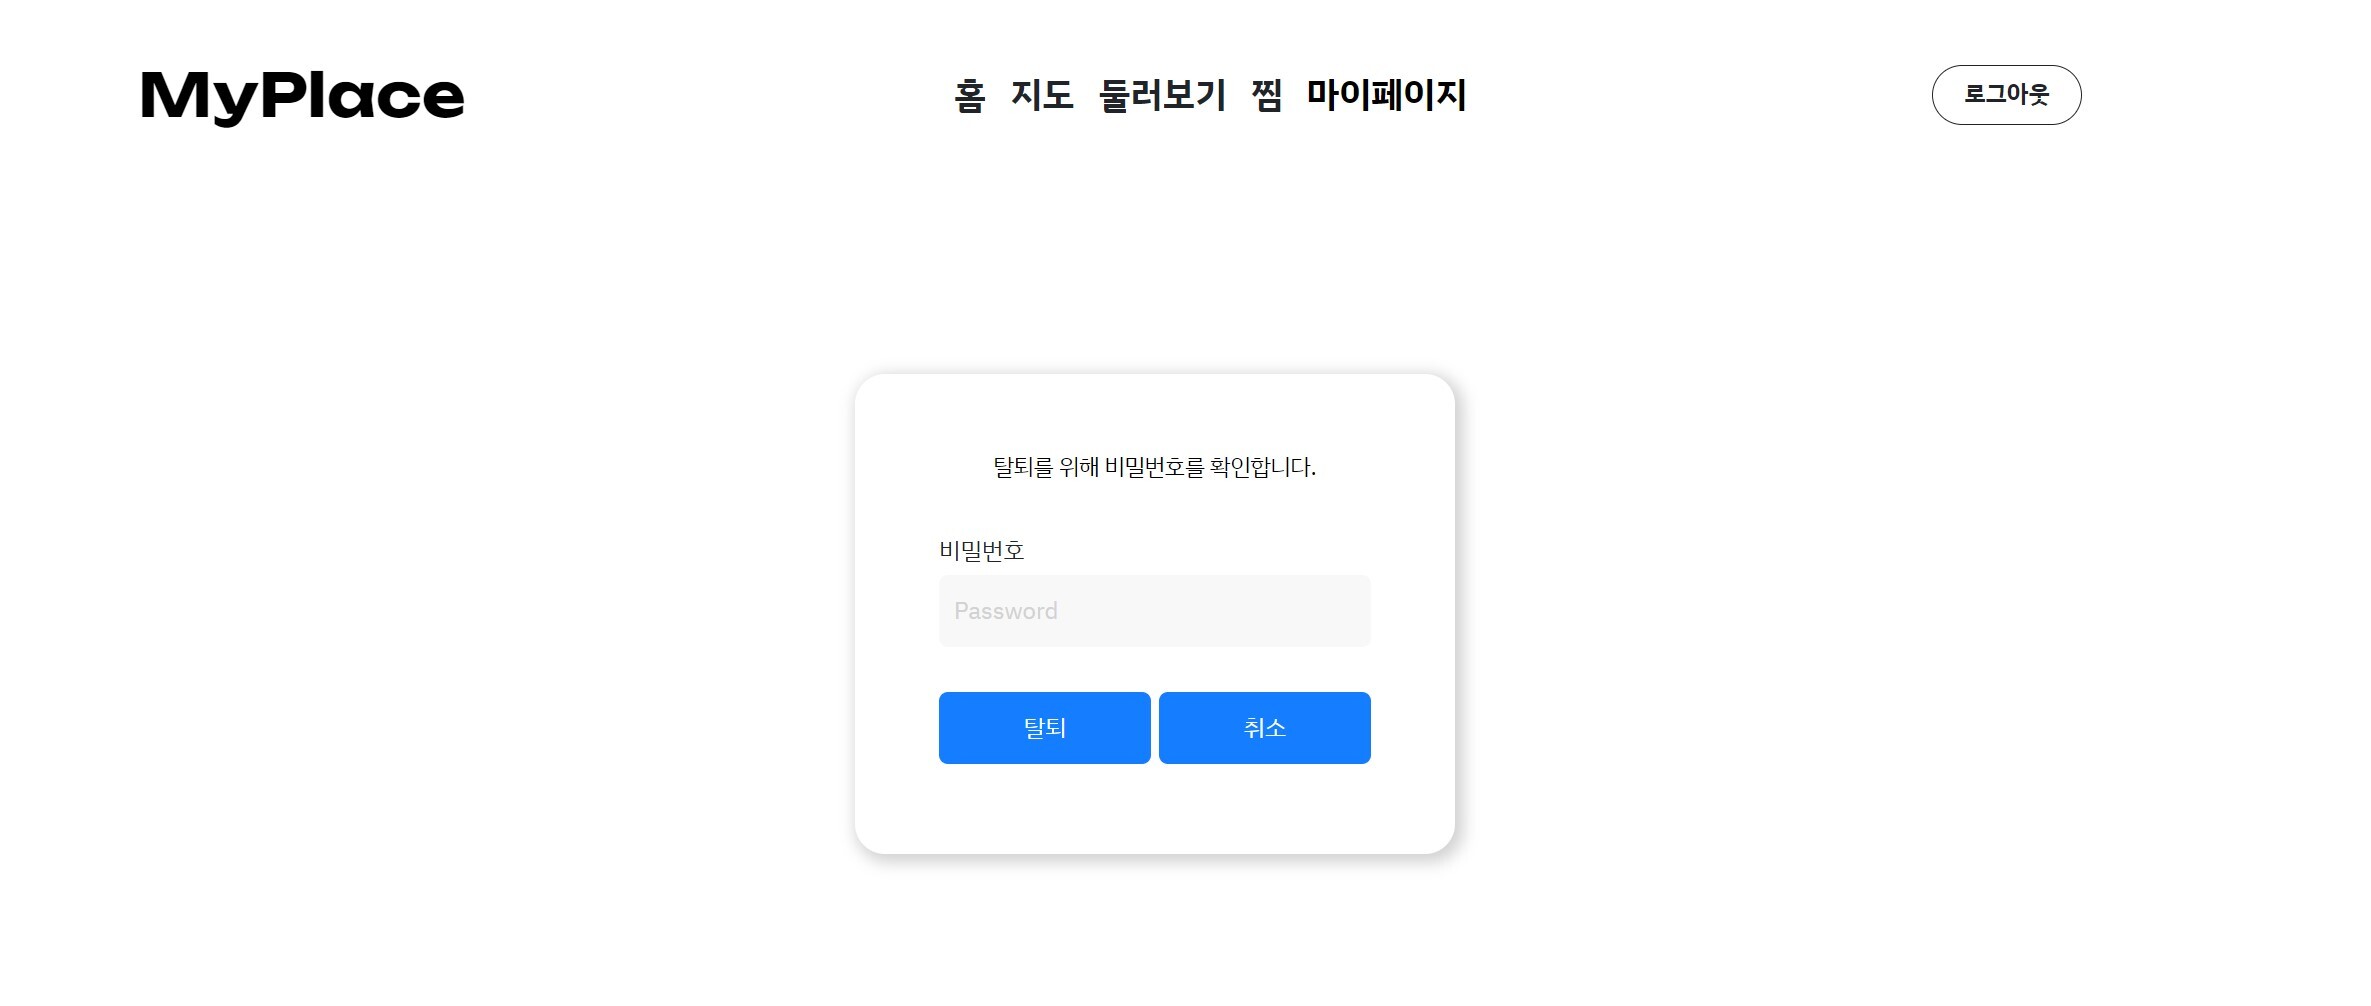 MyPlace
홈 지도 둘러보기 찜 마이페이지
로그아웃
탈퇴를 위해 비밀번호를 확인합니다.
비밀번호
Password
탈퇴 취소